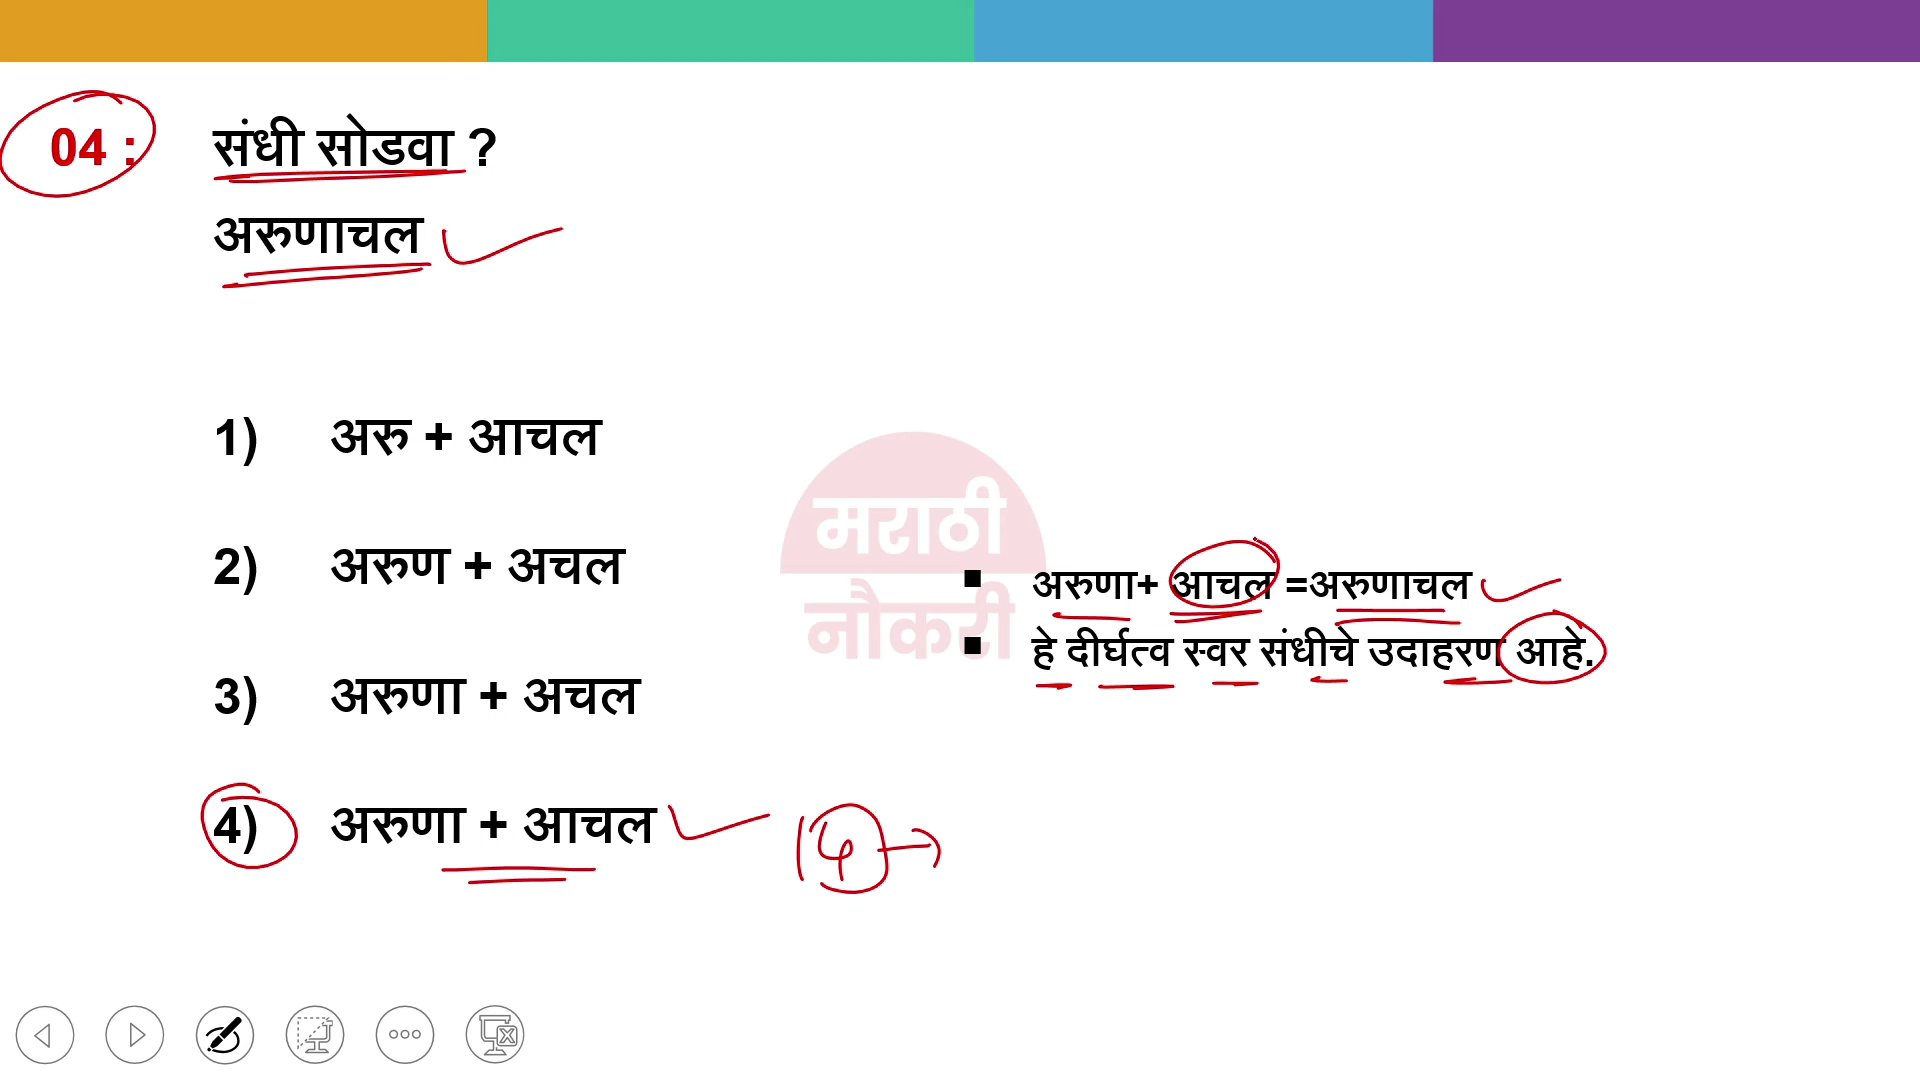 04 :
संधी सोडवा ?
अरुणाचल
1) अरु + आचल
2) अरुण + अचल
3) अरुणा + अचल
4) अरुणा + आचल
मराठी
नौकरी
▪ अरुणा+ आचल =अरुणाचल
▪ हे दीर्घत्व स्वर संधीचे उदाहरण आहे.